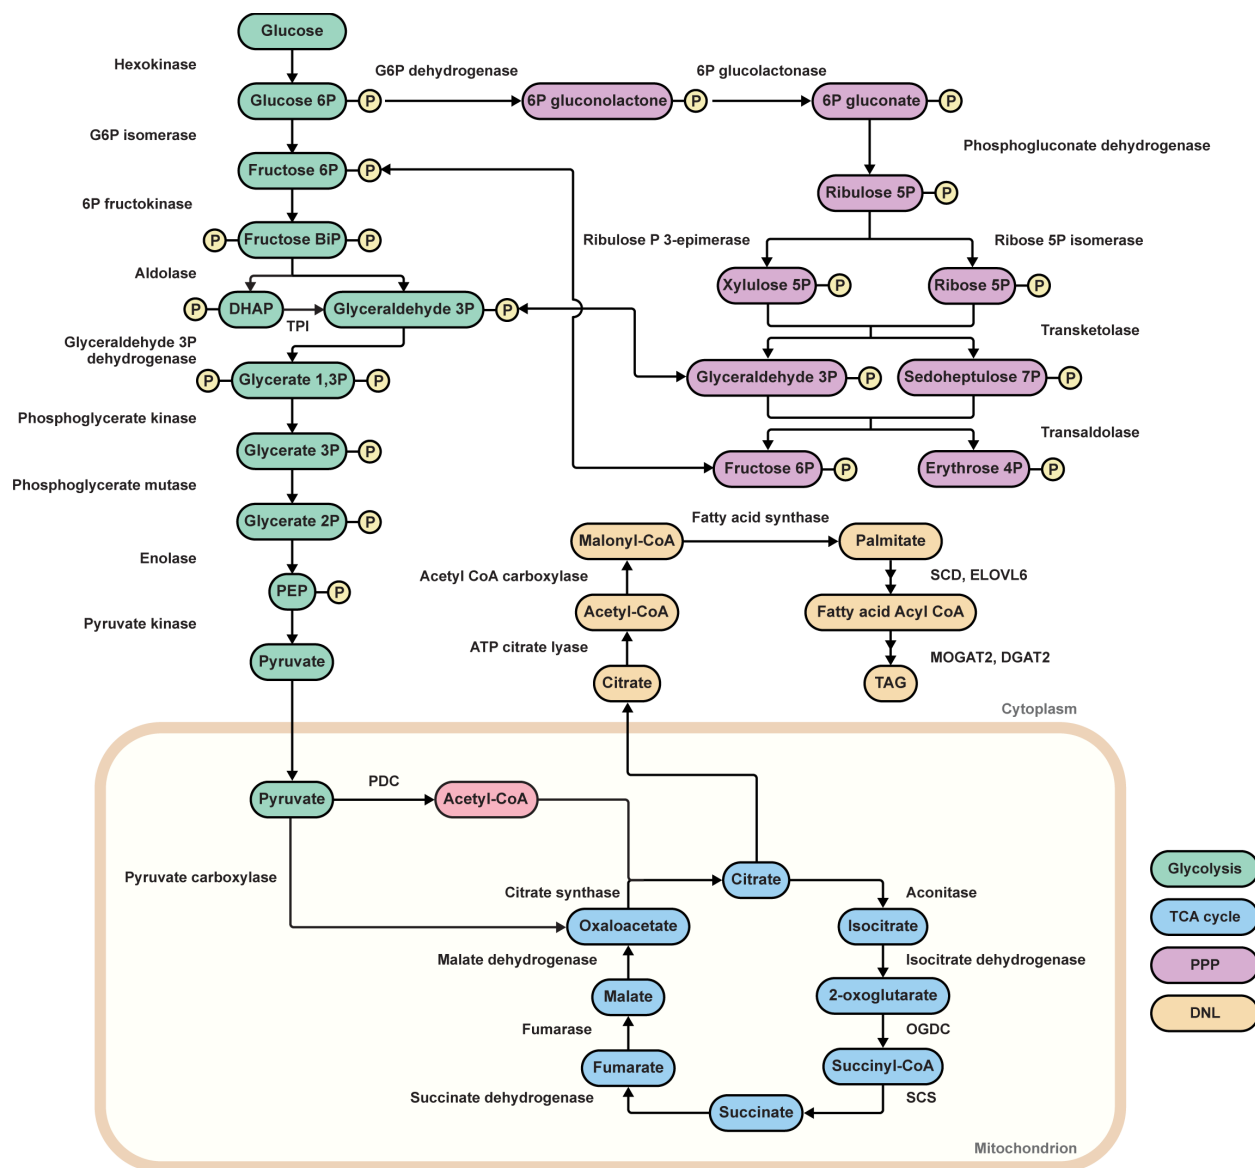 Glucose
Hexokinase
G6P dehydrogenase
6P glucolactonase
Glucose 6P
P
6P gluconolactone
P
6P gluconate
P
G6P isomerase
Phosphogluconate dehydrogenase
Fructose 6P
P
Ribulose 5P
P
6P fructokinase
P
Fructose BiP
P
Ribulose P 3-epimerase
Ribose 5P isomerase
Aldolase
Xylulose 5P
P
Ribose 5P
P
P
DHAP
TPI
Glyceraldehyde 3P
P
Transketolase
Glyceraldehyde 3P
dehydrogenase
P
Glycerate 1,3P
P
Glyceraldehyde 3P
P
Sedoheptulose 7P
P
Phosphoglycerate kinase
Transaldolase
Glycerate 3P
P
Fructose 6P
P
Erythrose 4P
P
Phosphoglycerate mutase
Glycerate 2P
P
Fatty acid synthase
Malonyl-CoA
Palmitate
Enolase
Acetyl CoA carboxylase
SCD, ELOVL6
PEP
P
Acetyl-CoA
Fatty acid Acyl CoA
Pyruvate kinase
ATP citrate lyase
MOGAT2, DGAT2
Pyruvate
Citrate
TAG
Cytoplasm
Pyruvate
PDC
Acetyl-CoA
Pyruvate carboxylase
Citrate synthase
Citrate
Aconitase
Oxaloacetate
Isocitrate
Malate dehydrogenase
Isocitrate dehydrogenase
Malate
2-oxoglutarate
Fumarase
OGDC
Fumarate
Succinyl-CoA
Succinate dehydrogenase
SCS
Succinate
Mitochondrion
Glycolysis
TCA cycle
PPP
DNL